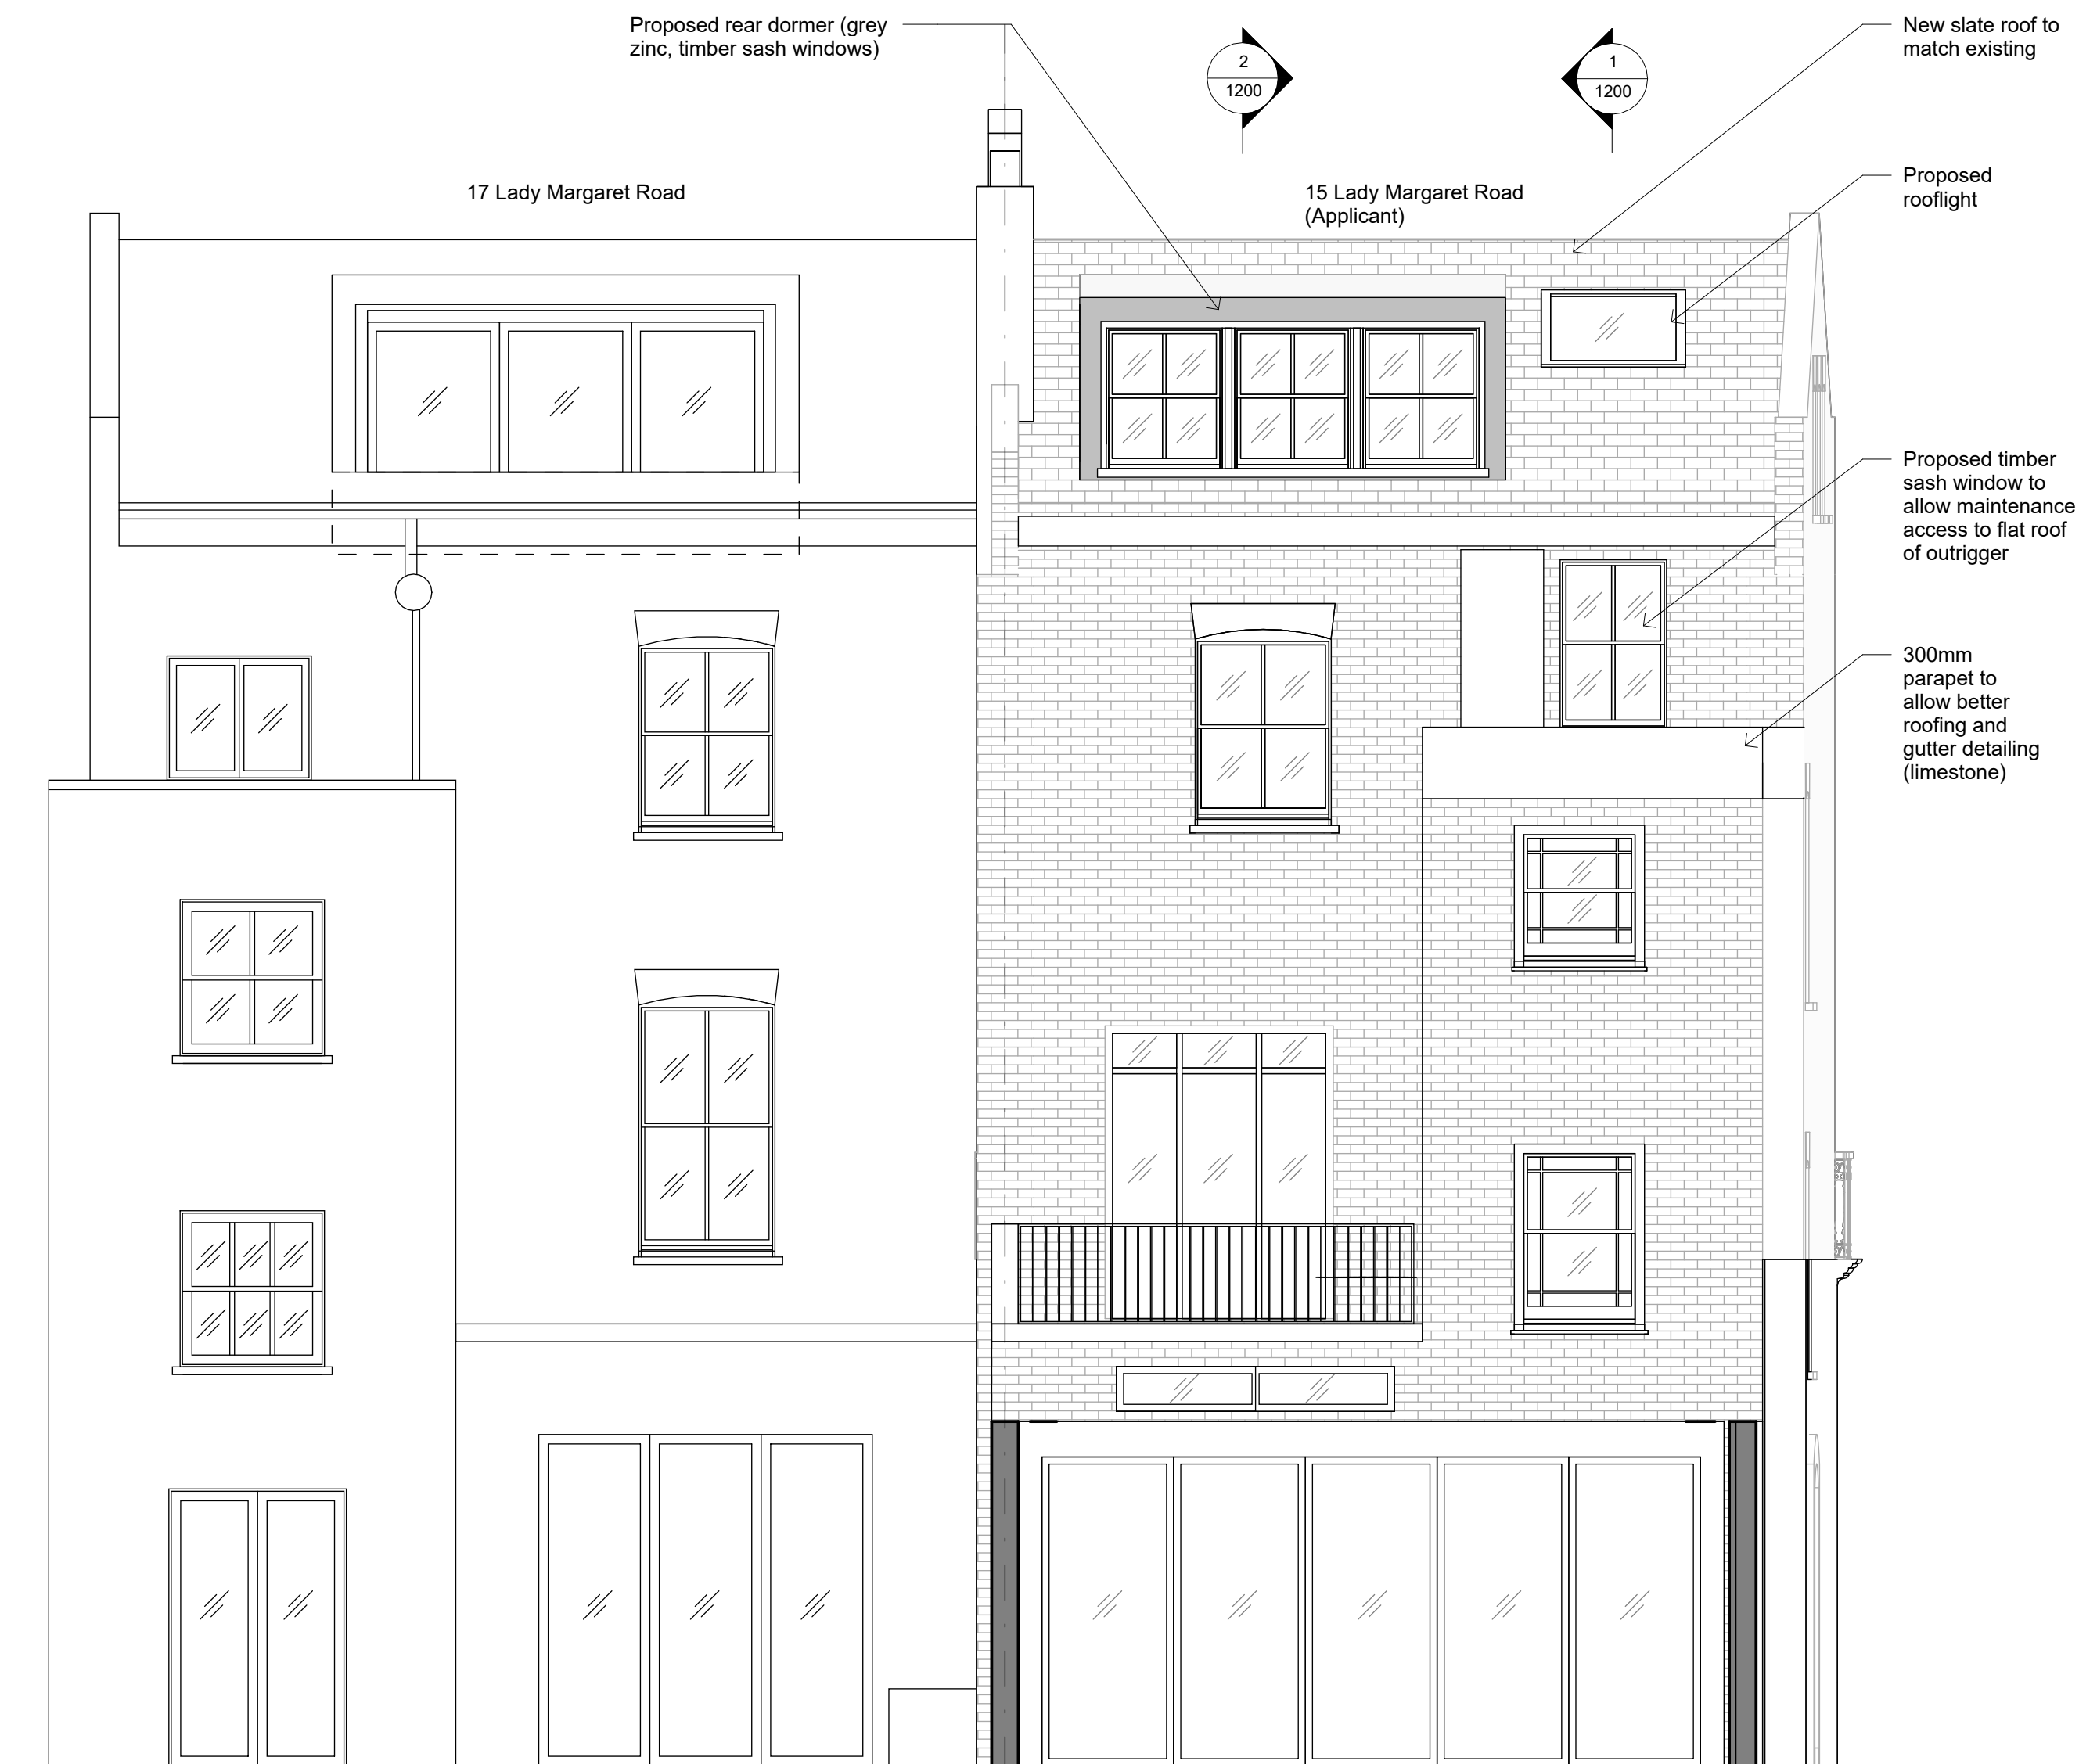 Proposed rear dormer (grey
zinc, timber sash windows)
2
1200
1
1200
New slate roof to
match existing
Proposed
rooflight
17 Lady Margaret Road
15 Lady Margaret Road
(Applicant)
Proposed timber
sash window to
allow maintenance
access to flat roof
of outrigger
300mm
parapet to
allow better
roofing and
gutter detailing
(limestone)